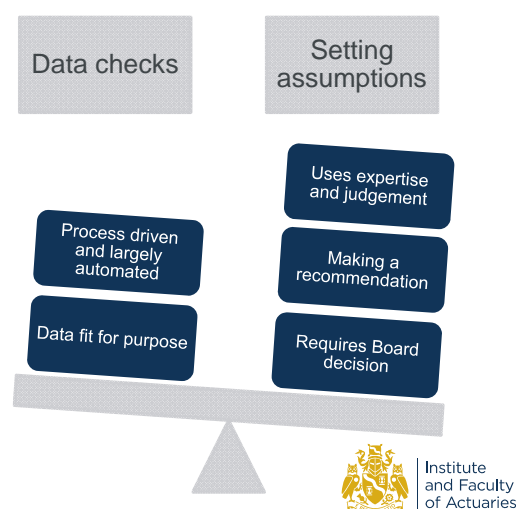 Data checks
Setting
assumptions
Process driven
and largely
automated
Data fit for purpose
Uses expertise
and judgement
Making a
recommendation
Requires Board
decision
Institute
and Faculty
of Actuaries